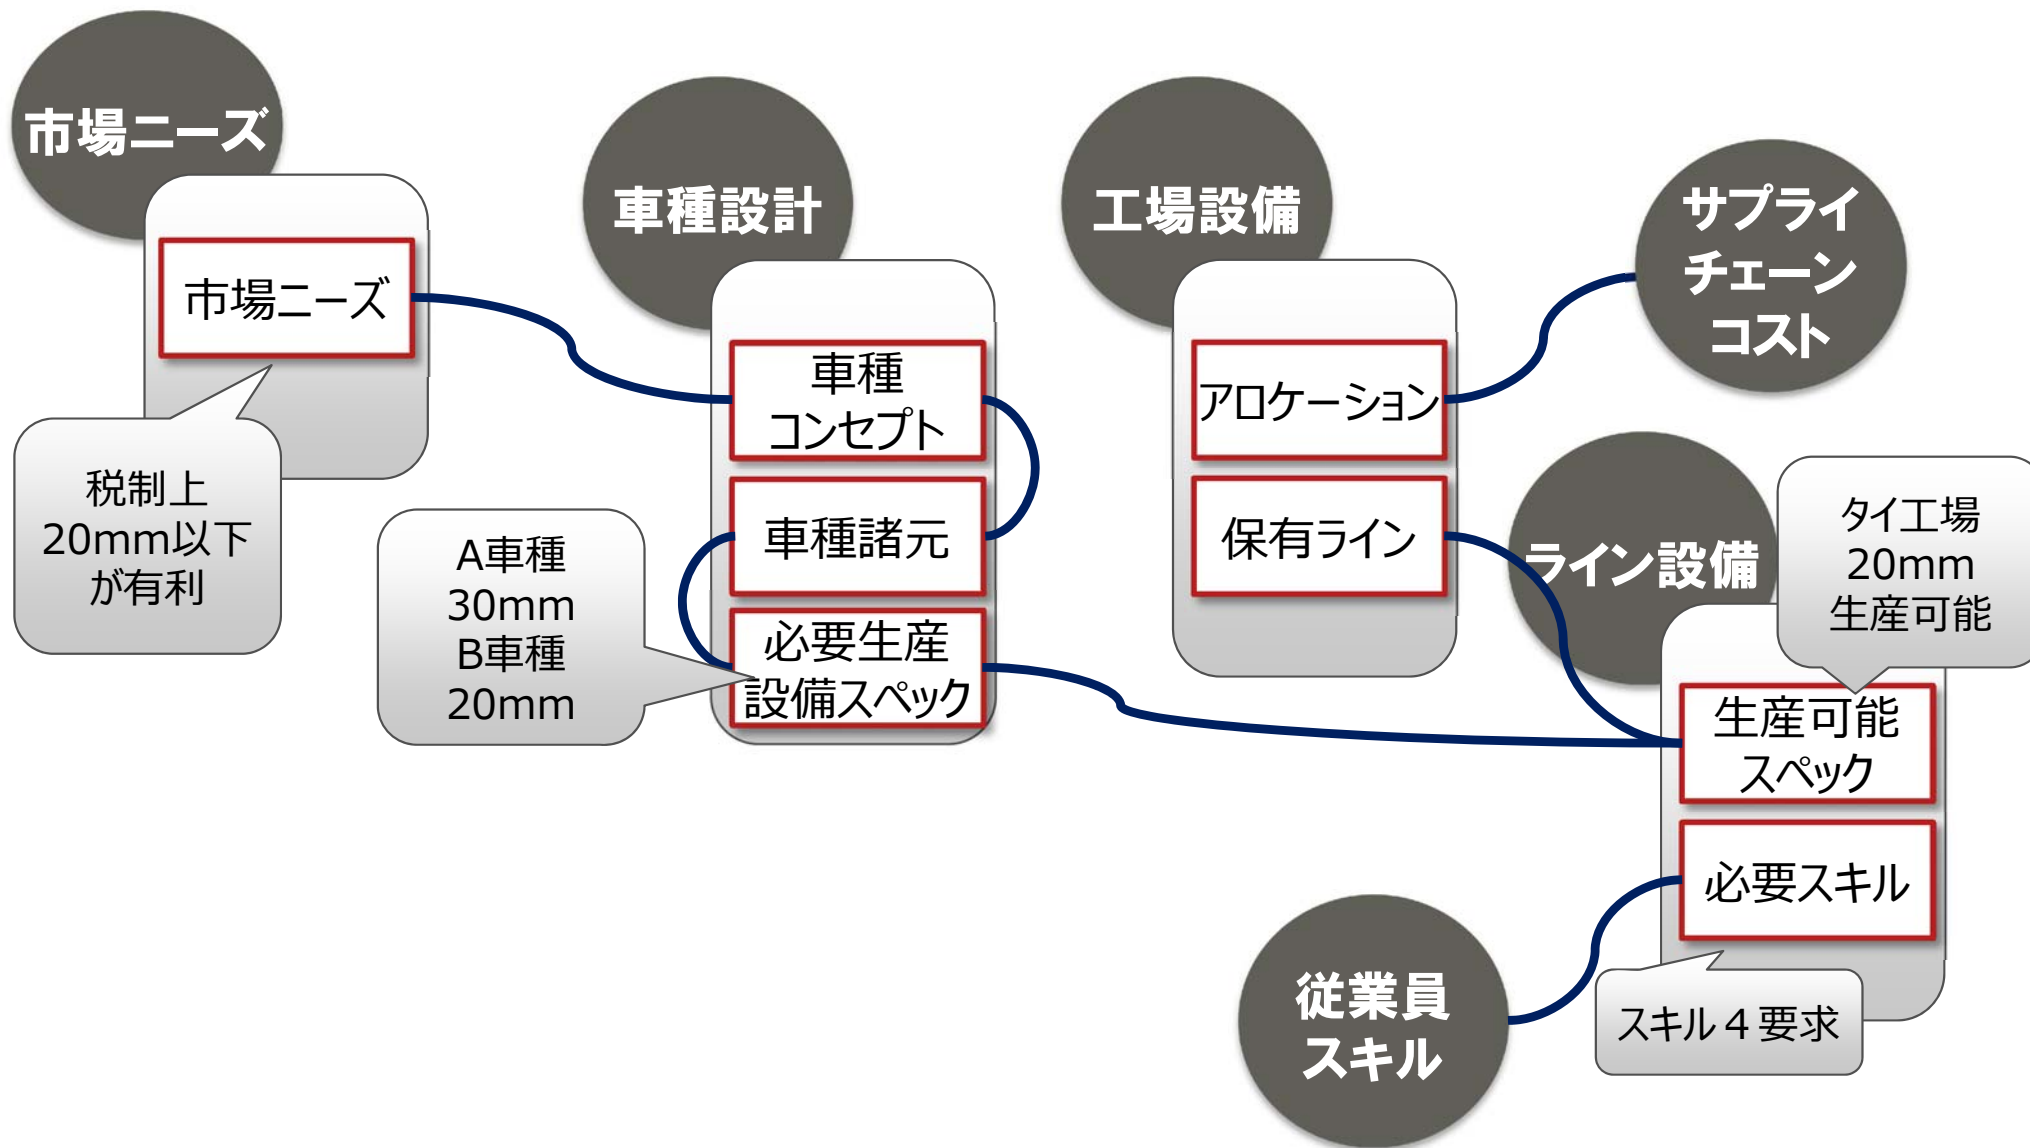 市場ニーズ
市場ニーズ
税制上
20mm以下
が有利
車種設計
車種
コンセプト
車種諸元
必要生産
設備スペック
A車種
30mm
B車種
20mm
工場設備
アロケーション
保有ライン
サプライ
チェーン
コスト
ライン設備
タイ工場
20mm
生産可能
生産可能
スペック
必要スキル
スキル４要求
従業員
スキル